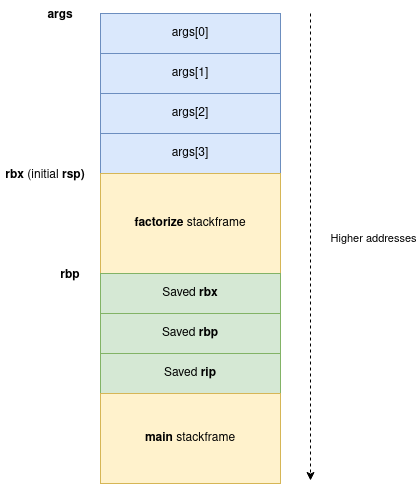 args
args[0]
args[1]
args[2]
args[3]
rbx (initial rsp)
factorize stackframe
Higher addresses
rbp
Saved rbx
Saved rbp
Saved rip
main stackframe